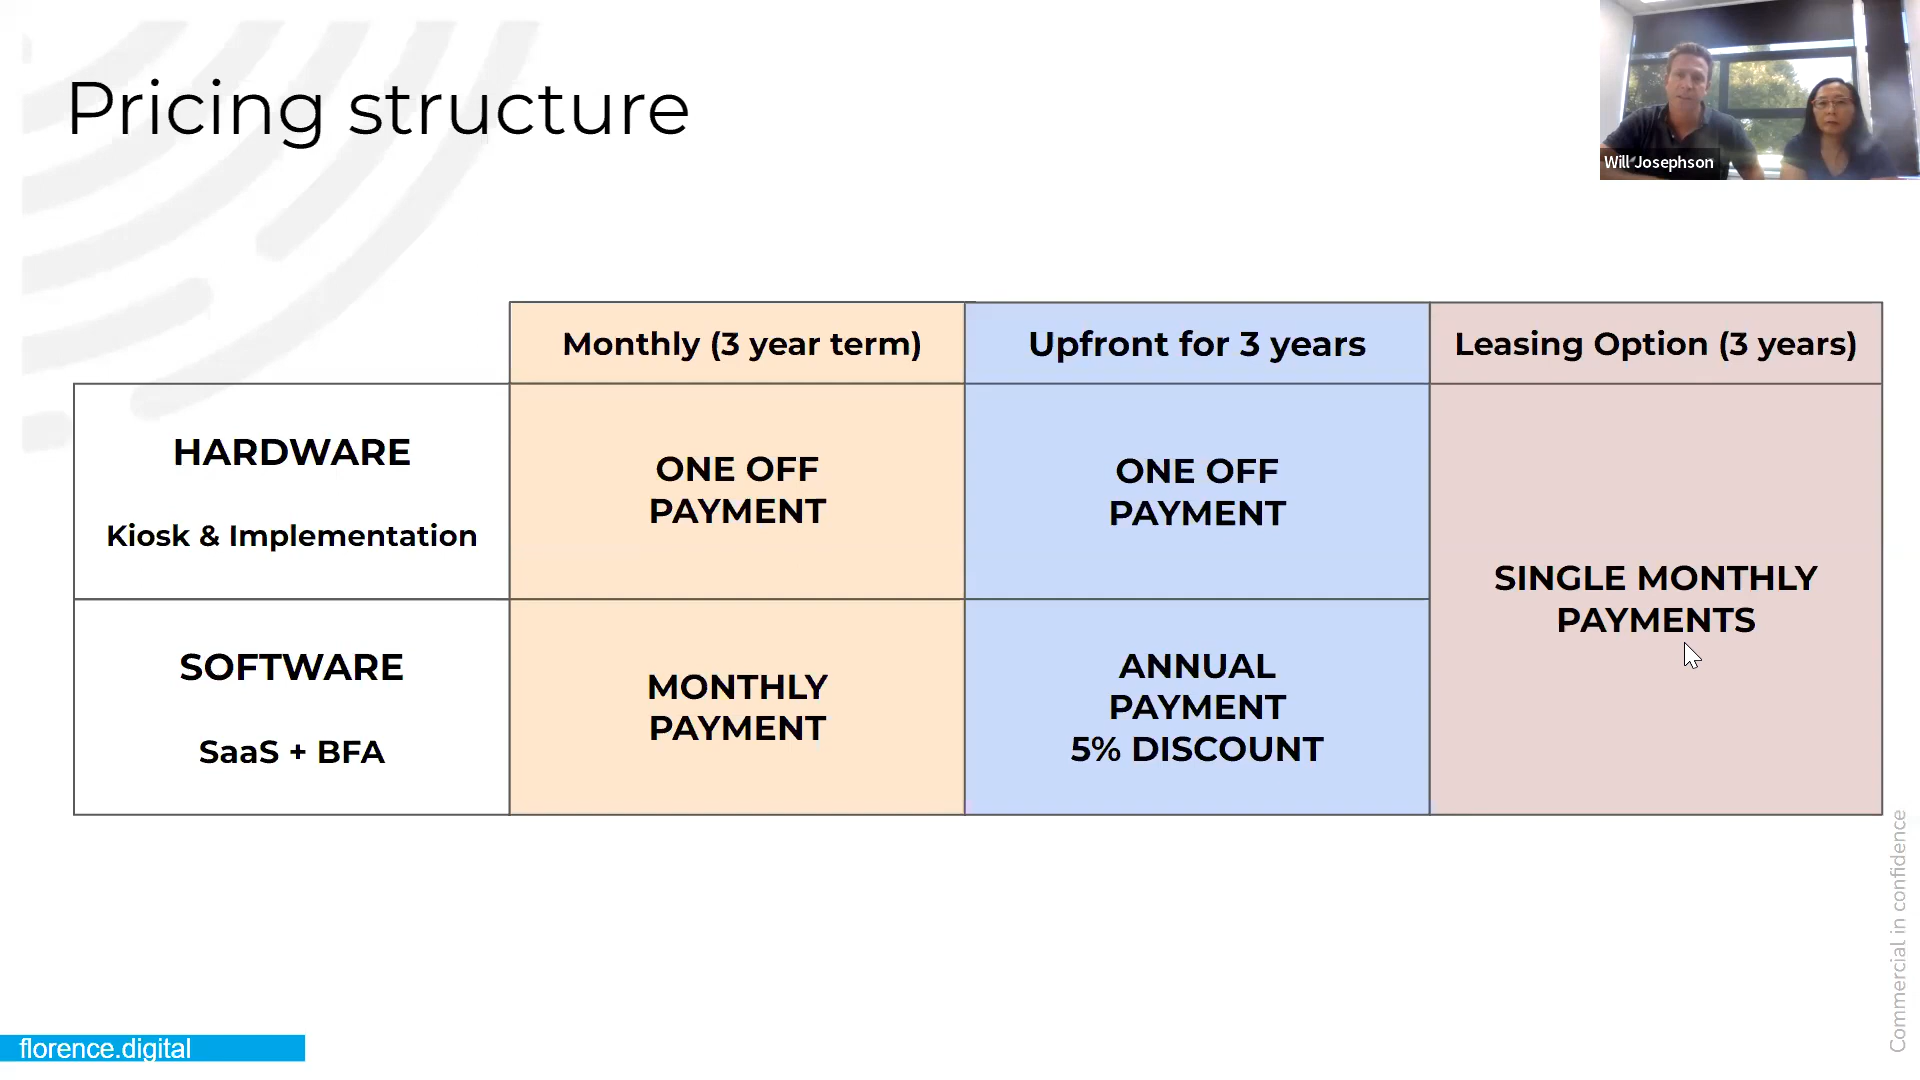 Pricing structure
Will Josephson
Monthly (3 year term)
Upfront for 3 years
Leasing Option (3 years)
HARDWARE
Kiosk & Implementation
ONE OFF
PAYMENT
ONE OFF
PAYMENT
SINGLE MONTHLY
PAYMENTS
SOFTWARE
SaaS + BFA
MONTHLY
PAYMENT
ANNUAL
PAYMENT
5% DISCOUNT
Commercial in confidence
florence.digital